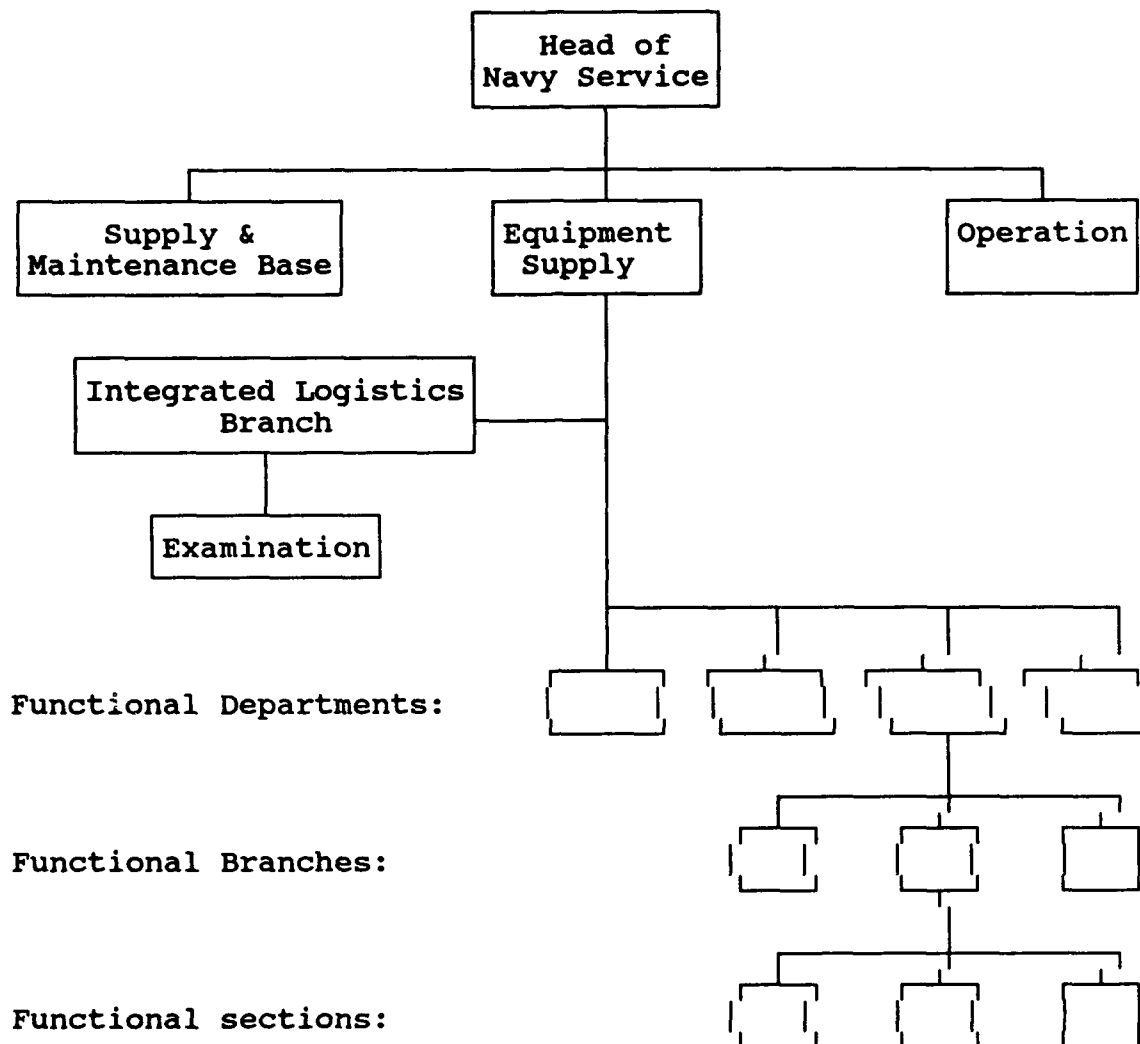 Head of
Navy Service
Supply &
Maintenance Base
Equipment
Supply
Operation
Integrated Logistics
Branch
Examination
Functional Departments:
Functional Branches:
Functional sections: